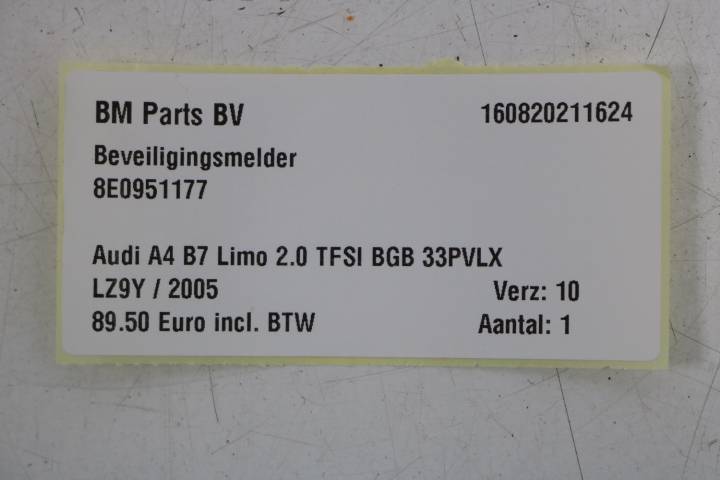 BM Parts BV 160820211624
Beveiligingsmelder
8E0951177
Audi A4 B7 Limo 2.0 TFSI BGB 33PVLX
LZ9Y / 2005 Verz: 10
89.50 Euro incl. BTW Aantal: 1